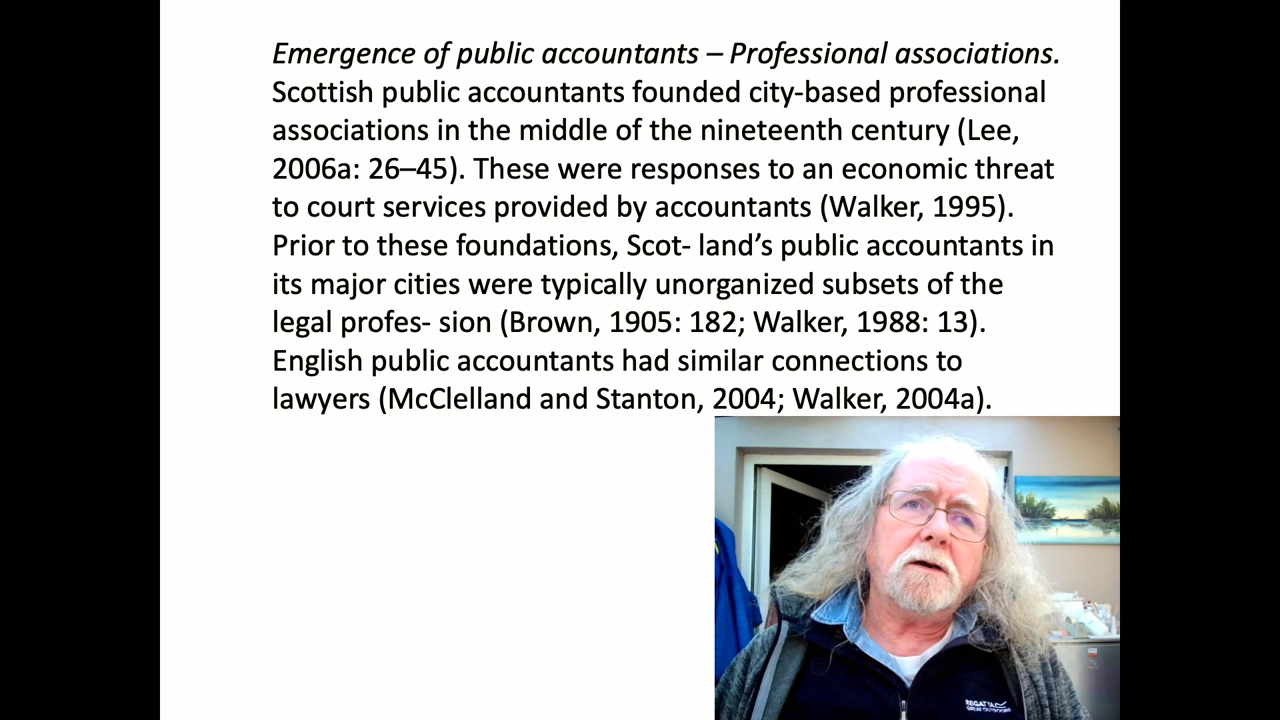 Emergence of public accountants – Professional associations.
Scottish public accountants founded city-based professional
associations in the middle of the nineteenth century (Lee,
2006a: 26–45). These were responses to an economic threat
to court services provided by accountants (Walker, 1995).
Prior to these foundations, Scot- land’s public accountants in
its major cities were typically unorganized subsets of the
legal profes- sion (Brown, 1905: 182; Walker, 1988: 13).
English public accountants had similar connections to
lawyers (McClelland and Stanton, 2004; Walker, 2004a).
REGATTA
GREAT OUTDOORS